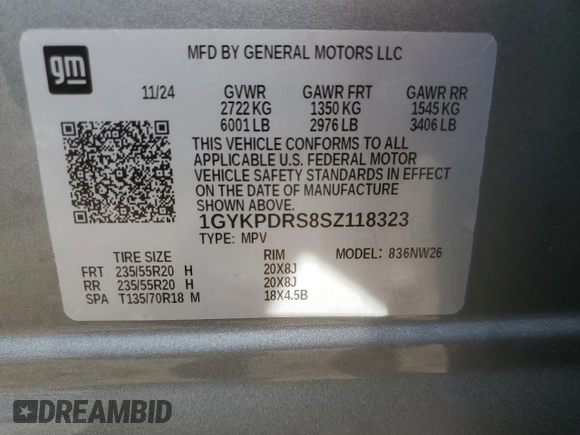 gm
MFD BY GENERAL MOTORS LLC
11/24 GVWR GAWR FRT GAWR RR
2722 KG 1350 KG 1545 KG
6001 LB 2976 LB 3406 LB
THIS VEHICLE CONFORMS TO ALL
APPLICABLE U.S. FEDERAL MOTOR
VEHICLE SAFETY STANDARDS IN EFFECT
ON THE DATE OF MANUFACTURE
SHOWN ABOVE.
1GYKPDRS8SZ118323
TYPE: MPV MODEL: 836NW26
TIRE SIZE RIM
FRT 235/55R20 H 20X8J
RR 235/55R20 H 20X8J
SPA T135/70R18 M 18X4.5B
DREAMBID